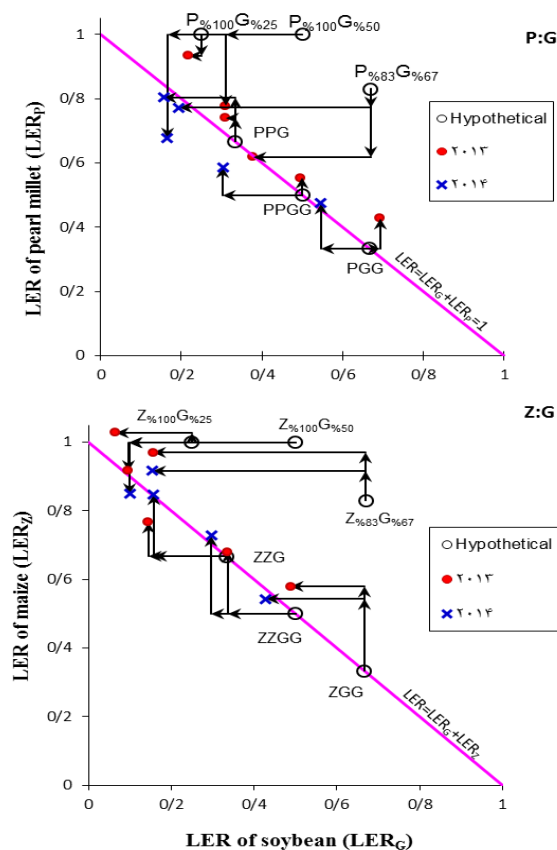 P:G
P%100G%25
P%100G%50
P%83G%67
1
0/8
0/6
0/4
0/2
0
LER of pearl millet (LERP)
PPG
PPGG
PGG
LER=LERG+LERP=1
Hypothetical
۲۰۱۳
۲۰۱۴
0
0/2
0/4
0/6
0/8
1
Z:G
Z%100G%25
Z%100G%50
Z%83G%67
1
0/8
0/6
0/4
0/2
0
LER of maize (LERZ)
ZZG
ZZGG
ZGG
LER=LERG+LERZ
Hypothetical
۲۰۱۳
۲۰۱۴
0
0/2
0/4
0/6
0/8
1
LER of soybean (LERG)